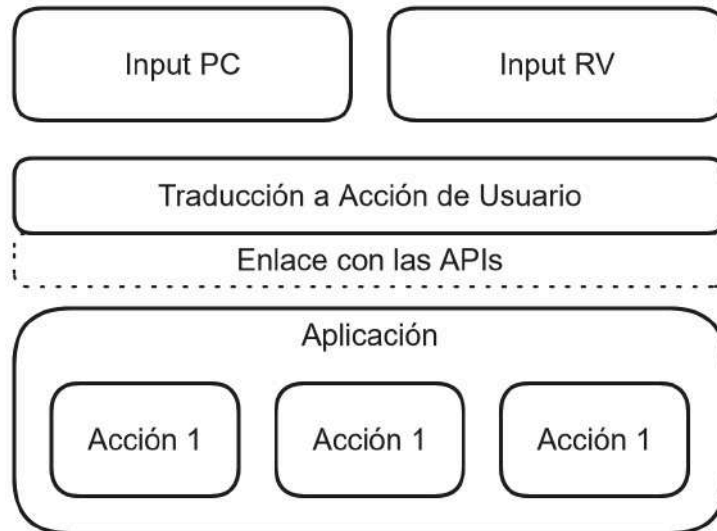 Input PC
Input RV
Traducción a Acción de Usuario
Enlace con las APIs
Aplicación
Acción 1
Acción 1
Acción 1